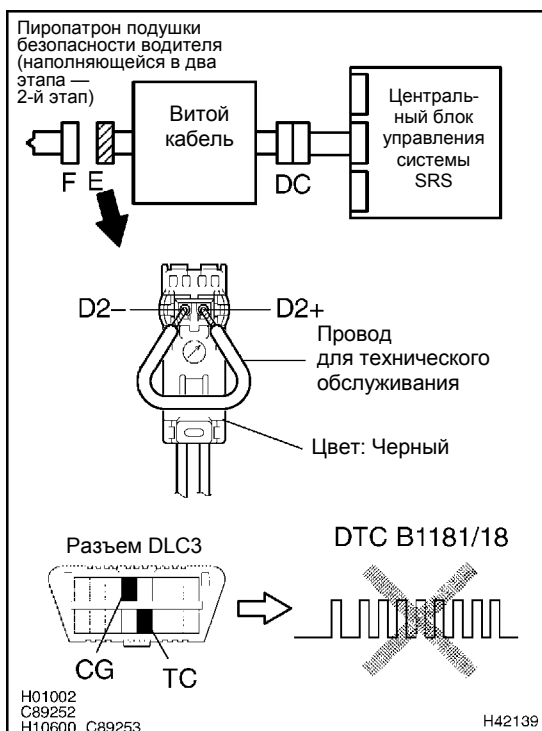 Пиропатрон подушки
безопасности водителя
(наполняющейся в два
этапа —
2-й этап)
Витой
кабель
Централь-
ный блок
управления
системы
SRS
F E
DC
D2–
D2+
Провод
для технического
обслуживания
Цвет: Черный
Разъем DLC3
DTC B1181/18
CG
TC
H01002
C89252
H10600 C89253
H42139